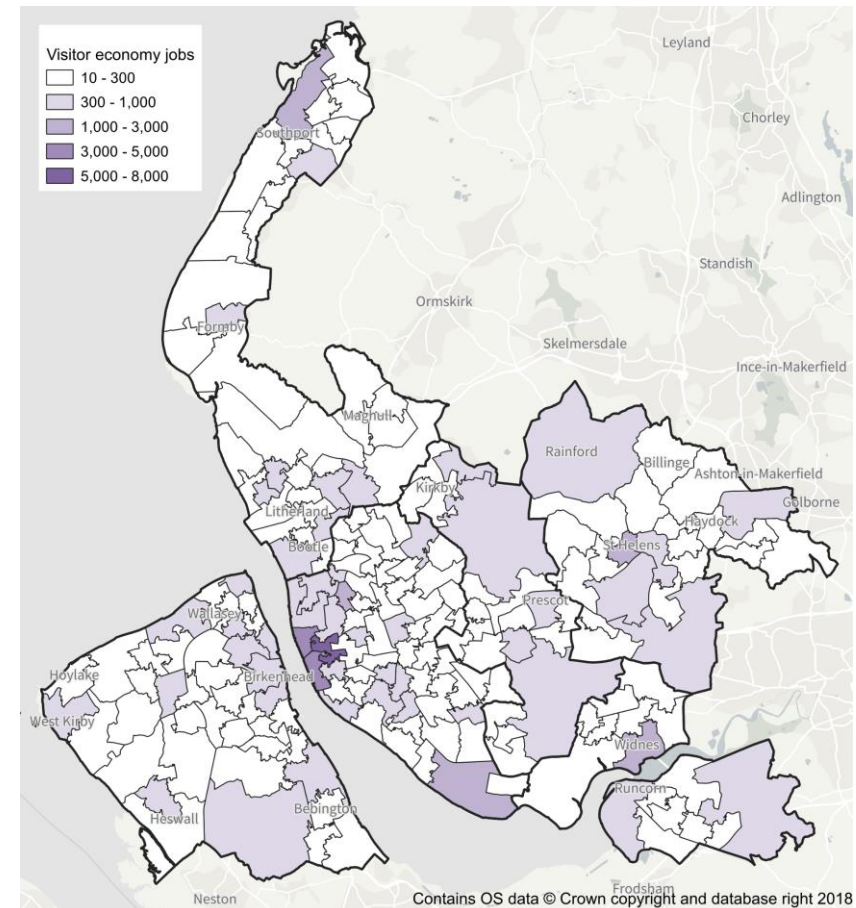 Visitor economy jobs
10 - 300
300 - 1,000
1,000 - 3,000
3,000 - 5,000
5,000 - 8,000
Leyland
Chorley
Southport
Adlington
Standish
Ormskirk
Formby
Skelmersdale
Ince-in-Makerfield
Maghull
Rainford
Billinge
Ashton-in-Makerfield
Kirkby
Golborne
Litherland
Haydock
Bootle
St Helens
Prescot
Wallasey
Hoylake
Birkenhead
West Kirby
Widnes
Runcorn
Heswall
Bebington
Frodsham
Neston
Contains OS data © Crown copyright and database right 2018